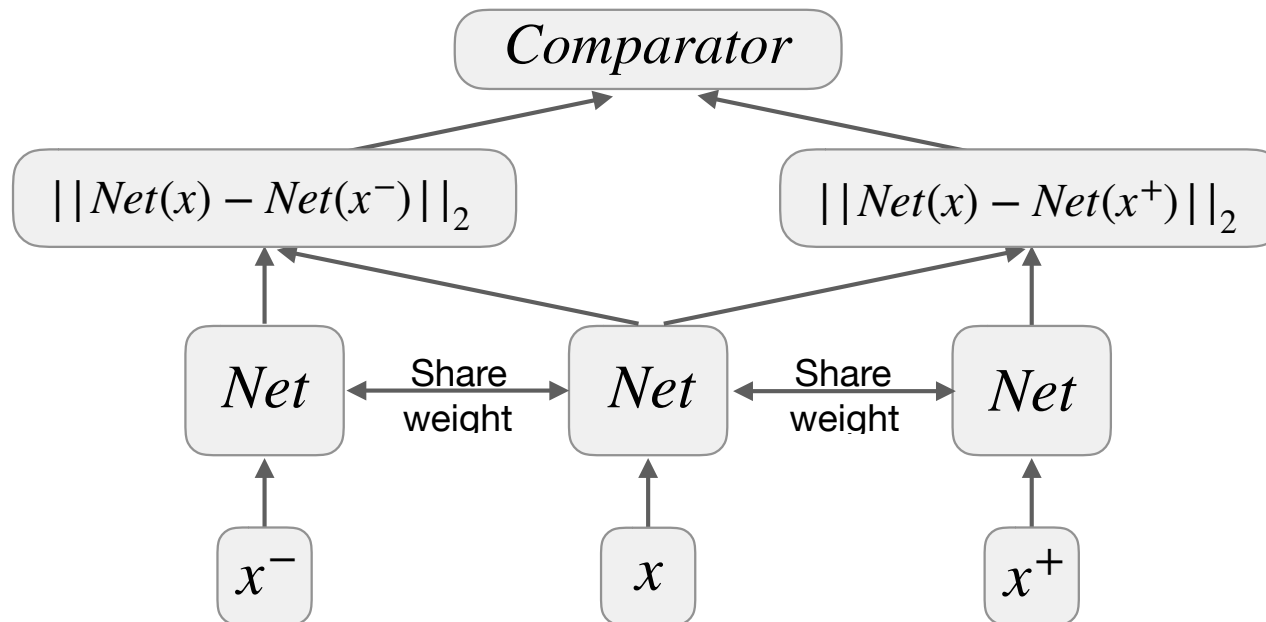 Comparator
||Net(x) − Net(x⁻)||₂
||Net(x) − Net(x⁺)||₂
Net
Share
weight
Net
Share
weight
Net
x⁻
x
x⁺